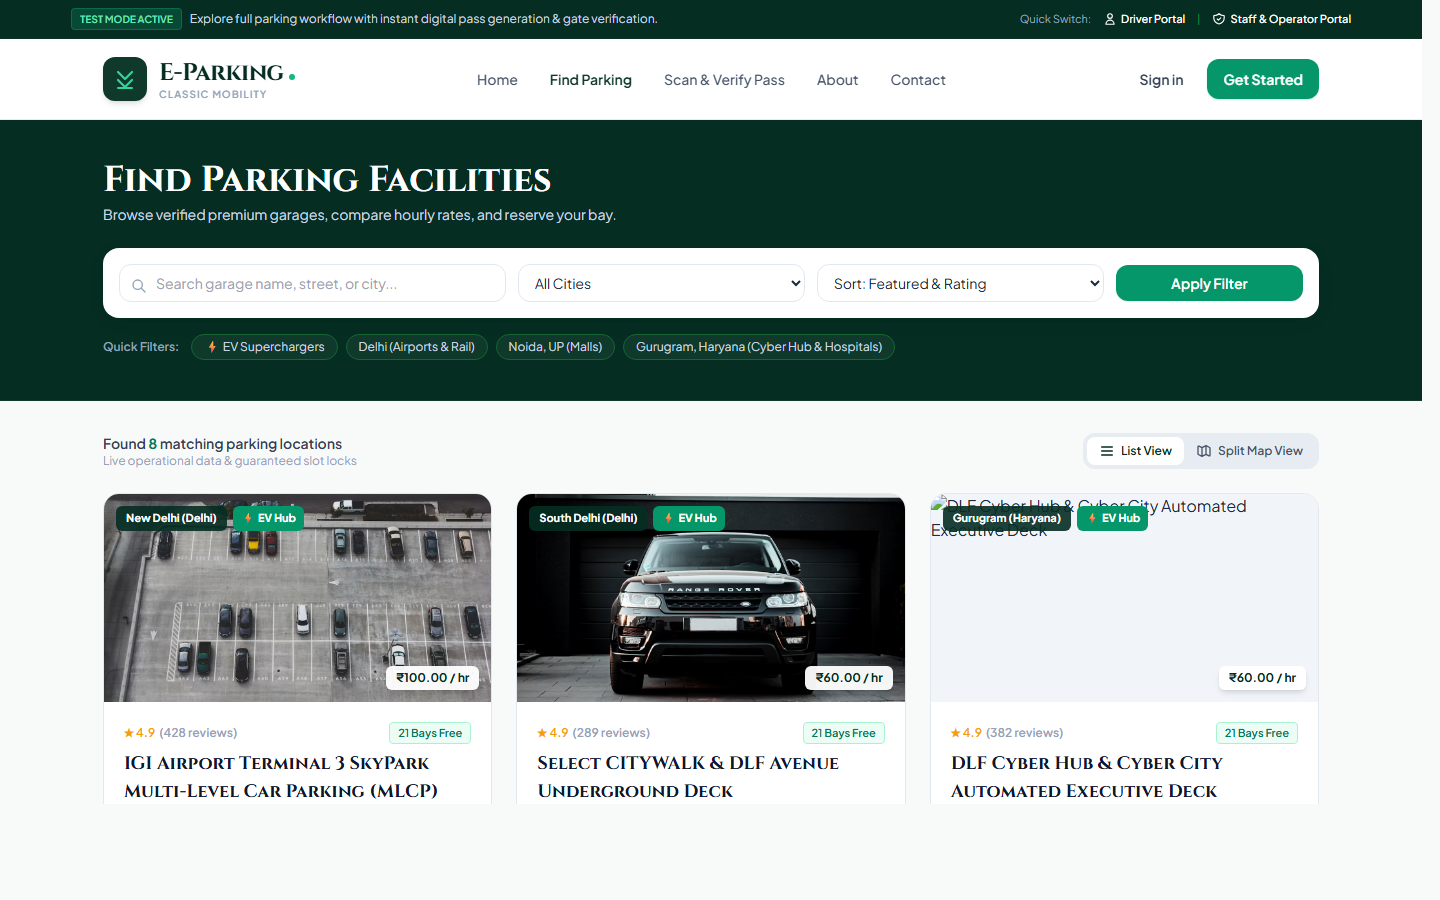 TEST MODE ACTIVE Explore full parking workflow with instant digital pass generation & gate verification. Quick Switch: Driver Portal | Staff & Operator Portal
E-Parking
CLASSIC MOBILITY
Home Find Parking Scan & Verify Pass About Contact Sign in Get Started
Find Parking Facilities
Browse verified premium garages, compare hourly rates, and reserve your bay.
Search garage name, street, or city... All Cities Sort: Featured & Rating Apply Filter
Quick Filters: EV Superchargers Delhi (Airports & Rail) Noida, UP (Malls) Gurugram, Haryana (Cyber Hub & Hospitals)
Found 8 matching parking locations
Live operational data & guaranteed slot locks
List View Split Map View
New Delhi (Delhi) EV Hub
₹100.00 / hr
★ 4.9 (428 reviews) 21 Bays Free
IGI Airport Terminal 3 SkyPark
Multi-Level Car Parking (MLCP)
South Delhi (Delhi) EV Hub
RANGE ROVER
₹60.00 / hr
★ 4.9 (289 reviews) 21 Bays Free
Select CITYWALK & DLF Avenue
Underground Deck
DLF Cyber Hub & Cyber City Automated
Executive Deck
Gurugram (Haryana) EV Hub
₹60.00 / hr
★ 4.9 (382 reviews) 21 Bays Free
DLF Cyber Hub & Cyber City
Automated Executive Deck